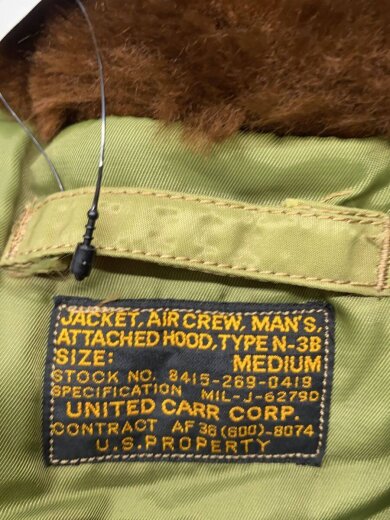 JACKET, AIR CREW, MAN'S,
ATTACHED HOOD, TYPE N-3B
SIZE: MEDIUM
STOCK NO. 8415-269-0419
SPECIFICATION MIL-J-6279D
UNITED CARR CORP.
CONTRACT AF 36(600)-8074
U.S. PROPERTY